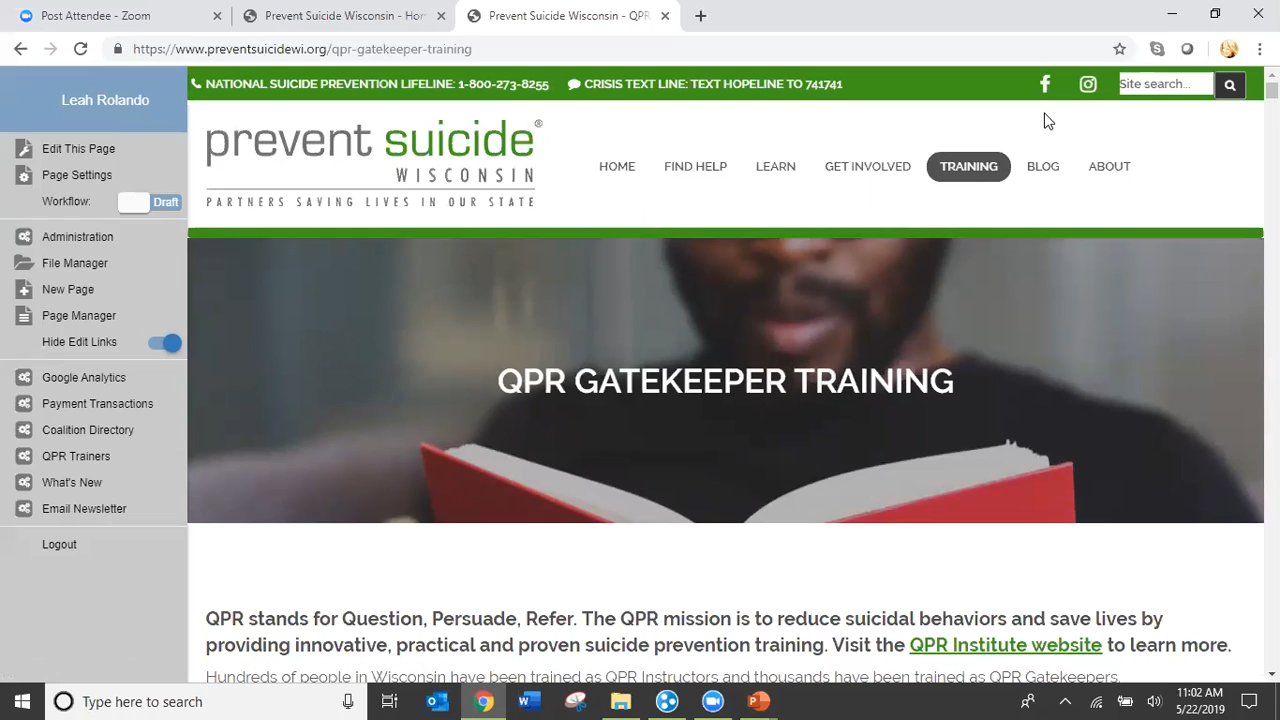 Post Attendee - Zoom
Prevent Suicide Wisconsin - Hor
Prevent Suicide Wisconsin - QPR
https://www.preventsuicidewi.org/qpr-gatekeeper-training
Leah Rolando
Edit This Page
Page Settings
Workflow: Draft
Administration
File Manager
New Page
Page Manager
Hide Edit Links
Google Analytics
Payment Transactions
Coalition Directory
QPR Trainers
What's New
Email Newsletter
Logout
NATIONAL SUICIDE PREVENTION LIFELINE: 1-800-273-8255 CRISIS TEXT LINE: TEXT HOPELINE TO 741741 Site search...
prevent suicide®
WISCONSIN
PARTNERS SAVING LIVES IN OUR STATE
HOME FIND HELP LEARN GET INVOLVED TRAINING BLOG ABOUT
QPR GATEKEEPER TRAINING
QPR stands for Question, Persuade, Refer. The QPR mission is to reduce suicidal behaviors and save lives by
providing innovative, practical and proven suicide prevention training. Visit the QPR Institute website to learn more.
Hundreds of people in Wisconsin have been trained as QPR Instructors and thousands have been trained as QPR Gatekeepers.
Type here to search
11:02 AM
5/22/2019